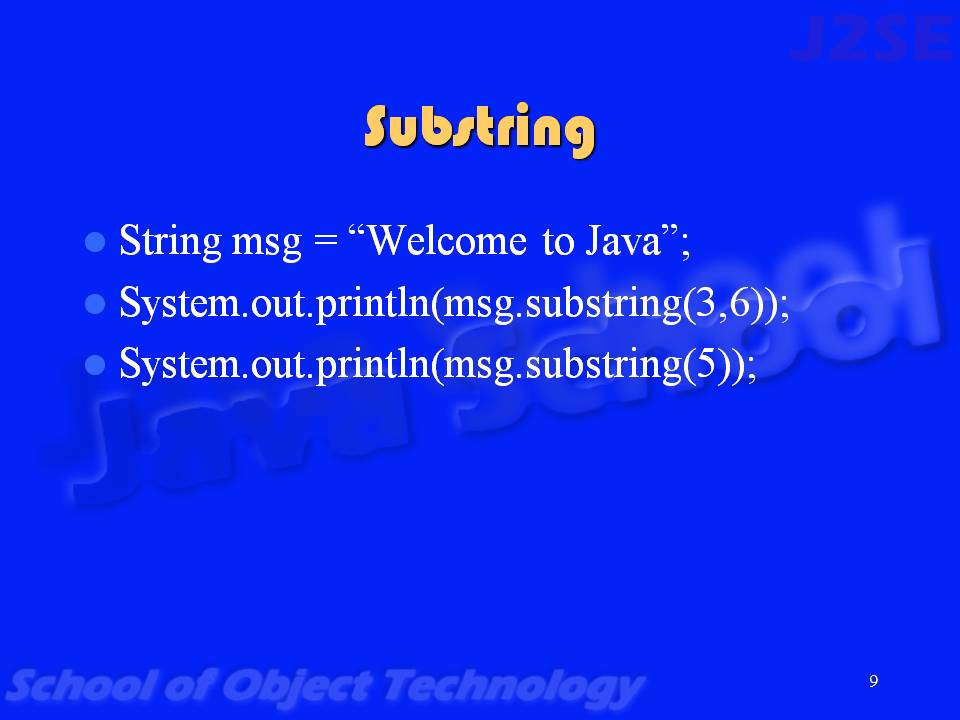 J2SE
Substring
String msg = “Welcome to Java”;
System.out.println(msg.substring(3,6));
System.out.println(msg.substring(5));
Java School
School of Object Technology
9